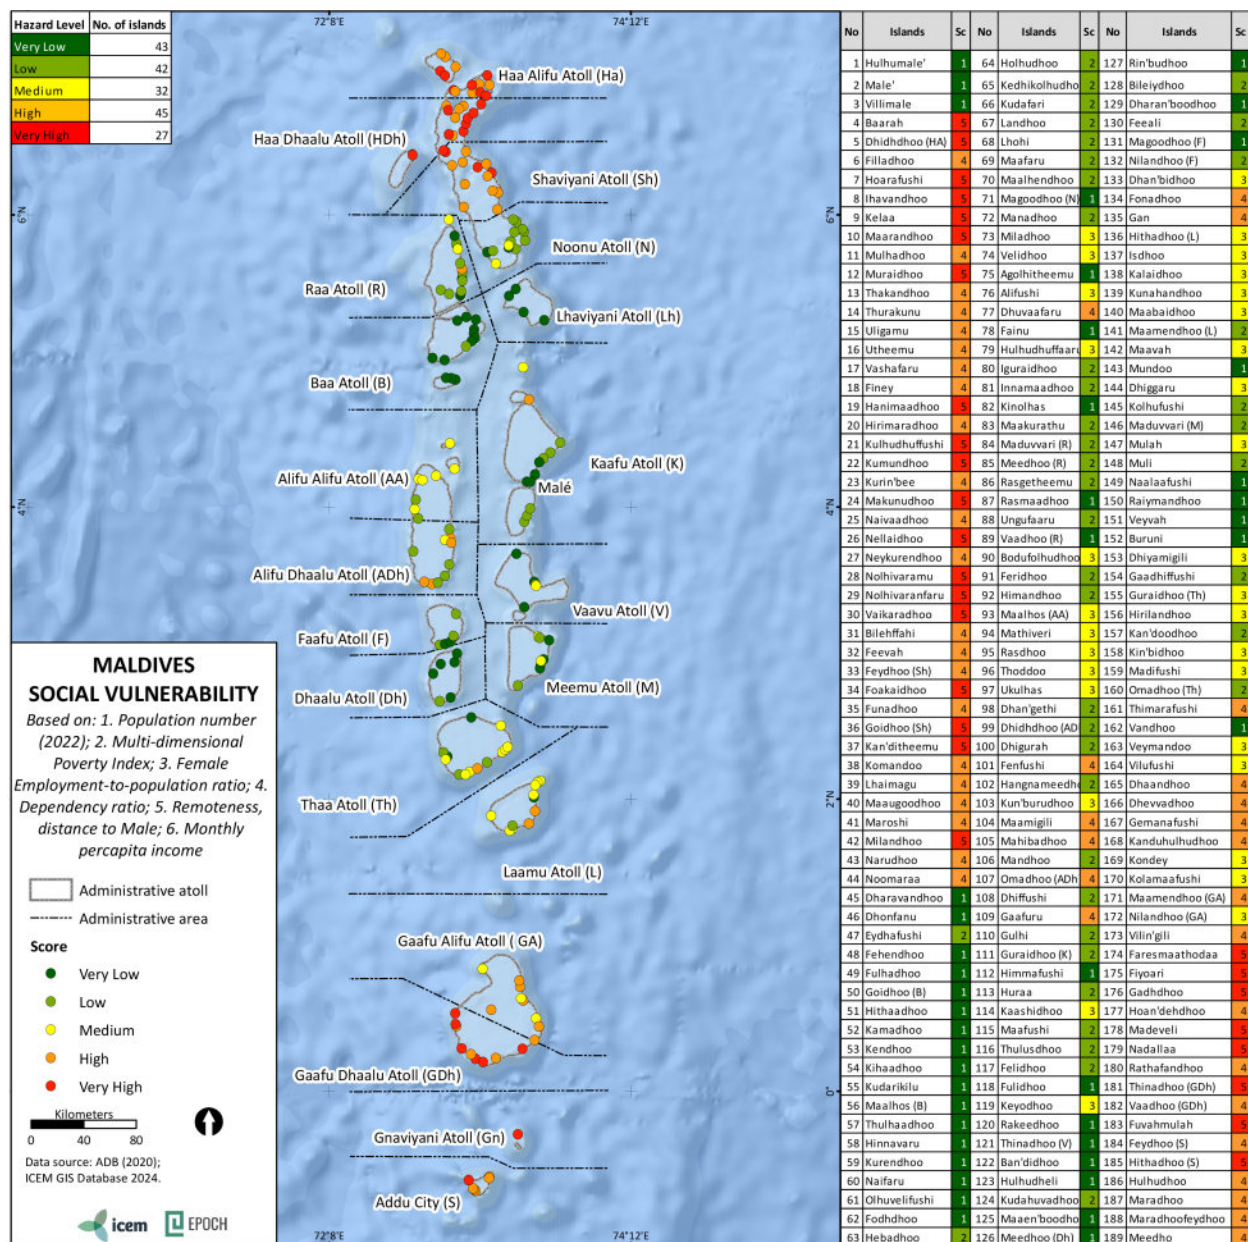 Hazard Level No. of islands
Very Low 43
Low 42
Medium 32
High 45
Very High 27
72°8'E 74°12'E
6°N 6°N
4°N 4°N
2°N
0°
72°8'E 74°12'E
Haa Alifu Atoll (Ha)
Haa Dhaalu Atoll (HDh)
Shaviyani Atoll (Sh)
Noonu Atoll (N)
Raa Atoll (R)
Lhaviyani Atoll (Lh)
Baa Atoll (B)
Kaafu Atoll (K)
Alifu Alifu Atoll (AA)
Malé
Alifu Dhaalu Atoll (ADh)
Vaavu Atoll (V)
Faafu Atoll (F)
Meemu Atoll (M)
Dhaalu Atoll (Dh)
Thaa Atoll (Th)
Laamu Atoll (L)
Gaafu Alifu Atoll ( GA)
Gaafu Dhaalu Atoll (GDh)
Gnaviyani Atoll (Gn)
Addu City (S)
MALDIVES
SOCIAL VULNERABILITY
Based on: 1. Population number
(2022); 2. Multi-dimensional
Poverty Index; 3. Female
Employment-to-population ratio; 4.
Dependency ratio; 5. Remoteness,
distance to Male; 6. Monthly
percapita income
Administrative atoll
Administrative area
Score
Very Low
Low
Medium
High
Very High
Kilometers
0 40 80
Data source: ADB (2020);
ICEM GIS Database 2024.
icem EPOCH
No Islands Sc No Islands Sc No Islands Sc
1 Hulhumale' 1 64 Holhudhoo 2 127 Rin'budhoo 1
2 Male' 1 65 Kedhikolhudho 2 128 Bileiydhoo 2
3 Villimale 1 66 Kudafari 2 129 Dharan'boodhoo 1
4 Baarah 5 67 Landhoo 2 130 Feeali 2
5 Dhidhdhoo (HA) 5 68 Lhohi 2 131 Magoodhoo (F) 1
6 Filladhoo 4 69 Maafaru 2 132 Nilandhoo (F) 2
7 Hoarafushi 5 70 Maalhendhoo 2 133 Dhan'bidhoo 3
8 Ihavandhoo 5 71 Magoodhoo (N) 1 134 Fonadhoo 4
9 Kelaa 5 72 Manadhoo 2 135 Gan 4
10 Maarandhoo 5 73 Miladhoo 3 136 Hithadhoo (L) 3
11 Mulhadhoo 4 74 Velidhoo 3 137 Isdhoo 3
12 Muraidhoo 5 75 Agolhitheemu 1 138 Kalaidhoo 3
13 Thakandhoo 4 76 Alifushi 3 139 Kunahandhoo 3
14 Thurakunu 4 77 Dhuvaafaru 4 140 Maabaidhoo 3
15 Uligamu 4 78 Fainu 1 141 Maamendhoo (L) 2
16 Utheemu 4 79 Hulhudhuffaaru 3 142 Maavah 3
17 Vashafaru 4 80 Iguraidhoo 2 143 Mundoo 1
18 Finey 4 81 Innamaadhoo 2 144 Dhiggaru 3
19 Hanimaadhoo 5 82 Kinolhas 1 145 Kolhufushi 2
20 Hirimaradhoo 4 83 Maakurathu 2 146 Maduvvari (M) 2
21 Kulhudhuffushi 5 84 Maduvvari (R) 2 147 Mulah 3
22 Kumundhoo 5 85 Meedhoo (R) 2 148 Muli 2
23 Kurin'bee 4 86 Rasgetheemu 2 149 Naalaafushi 1
24 Makunudhoo 5 87 Rasmaadhoo 1 150 Raiymandhoo 1
25 Naivaadhoo 4 88 Ungufaaru 2 151 Veyvah 1
26 Nellaidhoo 5 89 Vaadhoo (R) 1 152 Buruni 1
27 Neykurendhoo 4 90 Bodufolhudhoo 2 153 Dhiyamigili 3
28 Nolhivaramu 5 91 Feridhoo 2 154 Gaadhiffushi 2
29 Nolhivaranfaru 5 92 Himandhoo 2 155 Guraidhoo (Th) 3
30 Vaikaradhoo 5 93 Maalhos (AA) 3 156 Hirilandhoo 3
31 Bilehffahi 4 94 Mathiveri 3 157 Kan'doodhoo 2
32 Feevah 4 95 Rasdhoo 3 158 Kin'bidhoo 3
33 Feydhoo (Sh) 4 96 Thoddoo 3 159 Madifushi 3
34 Foakaidhoo 5 97 Ukulhas 3 160 Omadhoo (Th) 2
35 Funadhoo 4 98 Dhan'gethi 2 161 Thimarafushi 4
36 Goidhoo (Sh) 5 99 Dhidhdhoo (AD 2 162 Vandhoo 1
37 Kan'ditheemu 5 100 Dhigurah 2 163 Veymandoo 3
38 Komandoo 4 101 Fenfushi 4 164 Vilufushi 3
39 Lhaimagu 4 102 Hangnameedho 2 165 Dhaandhoo 4
40 Maaugoodhoo 4 103 Kun'burudhoo 3 166 Dhevvadhoo 4
41 Maroshi 4 104 Maamigili 4 167 Gemanafushi 4
42 Milandhoo 5 105 Mahibadhoo 4 168 Kanduhulhudhoo 4
43 Narudhoo 4 106 Mandhoo 2 169 Kondey 3
44 Noomaraa 4 107 Omadhoo (ADh 4 170 Kolamaafushi 3
45 Dharavandhoo 1 108 Dhiffushi 2 171 Maamendhoo (GA) 4
46 Dhonfanu 1 109 Gaafuru 4 172 Nilandhoo (GA) 3
47 Eydhafushi 2 110 Gulhi 2 173 Vilin'gili 4
48 Fehendhoo 1 111 Guraidhoo (K) 2 174 Faresmaathodaa 5
49 Fulhadhoo 1 112 Himmafushi 1 175 Fiyoari 5
50 Goidhoo (B) 1 113 Huraa 2 176 Gadhdhoo 5
51 Hithaadhoo 1 114 Kaashidhoo 3 177 Hoan'dehdhoo 4
52 Kamadhoo 1 115 Maafushi 2 178 Madeveli 5
53 Kendhoo 1 116 Thulusdhoo 2 179 Nadallaa 5
54 Kihaadhoo 1 117 Felidhoo 2 180 Rathafandhoo 4
55 Kudarikilu 1 118 Fulidhoo 1 181 Thinadhoo (GDh) 5
56 Maalhos (B) 1 119 Keyodhoo 3 182 Vaadhoo (GDh) 4
57 Thulhaadhoo 1 120 Rakeedhoo 1 183 Fuvahmulah 5
58 Hinnavaru 1 121 Thinadhoo (V) 1 184 Feydhoo (S) 4
59 Kurendhoo 1 122 Ban'didhoo 1 185 Hithadhoo (S) 5
60 Naifaru 1 123 Hulhudheli 1 186 Hulhudhoo 4
61 Olhuvelifushi 1 124 Kudahuvadhoo 2 187 Maradhoo 4
62 Fodhdhoo 1 125 Maaen'boodho 1 188 Maradhoofeydhoo 4
63 Hebadhoo 2 126 Meedhoo (Dh) 1 189 Meedho 4